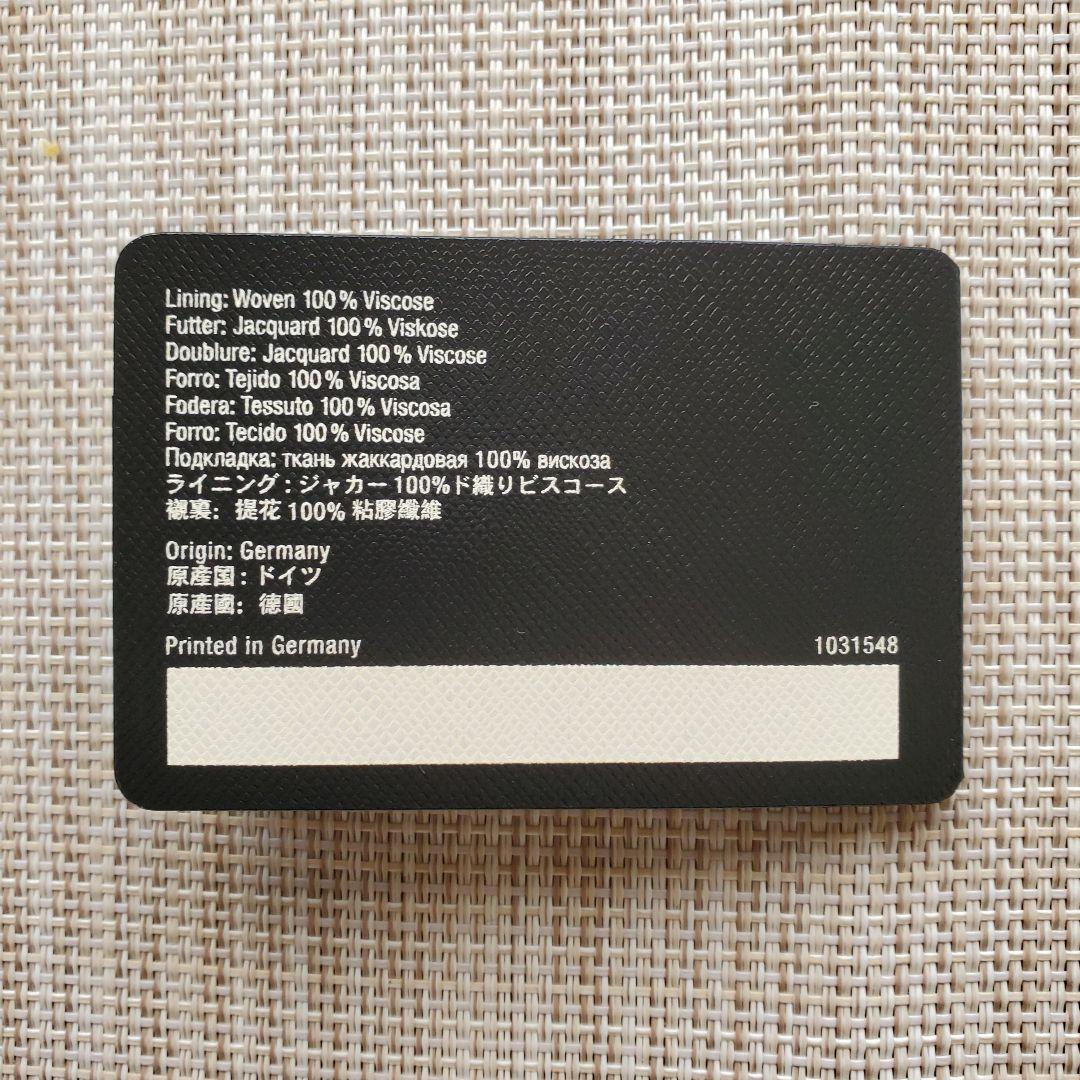 Lining: Woven 100% Viscose
Futter: Jacquard 100% Viskose
Doublure: Jacquard 100% Viscose
Forro: Tejido 100% Viscosa
Fodera: Tessuto 100% Viscosa
Forro: Tecido 100% Viscose
Подкладка: ткань жаккардовая 100% вискоза
ライニング：ジャカー100%ド織りビスコース
襯裏： 提花 100% 粘膠纖維
Origin: Germany
原產国：ドイツ
原產國： 德國
Printed in Germany 1031548